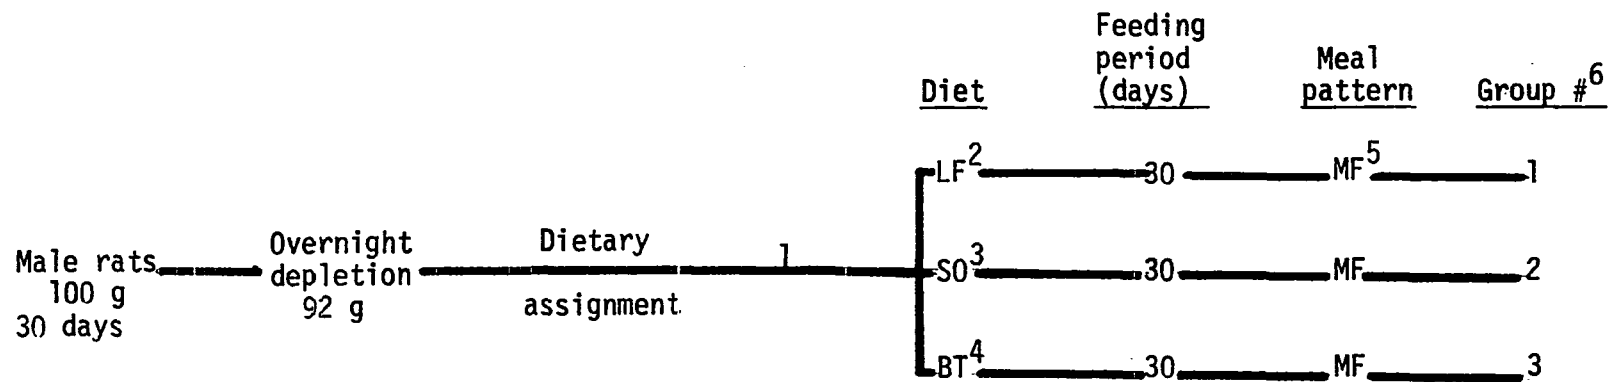 Feeding
period
(days)
Meal
pattern
Diet
Group #6
LF2 30 MF5 1
Male rats
100 g
30 days
Overnight
depletion
92 g
Dietary 1
assignment
SO3 30 MF 2
BT4 30 MF 3